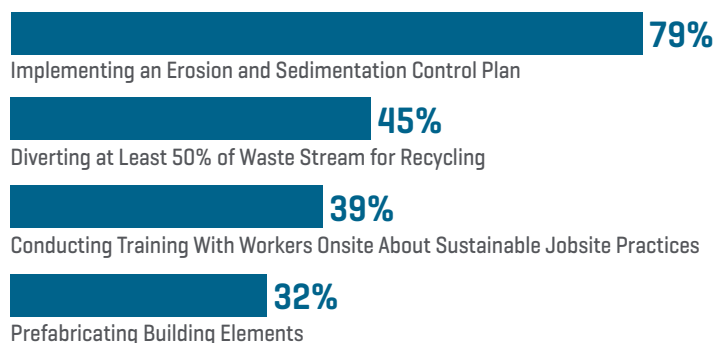 79%
Implementing an Erosion and Sedimentation Control Plan
45%
Diverting at Least 50% of Waste Stream for Recycling
39%
Conducting Training With Workers Onsite About Sustainable Jobsite Practices
32%
Prefabricating Building Elements